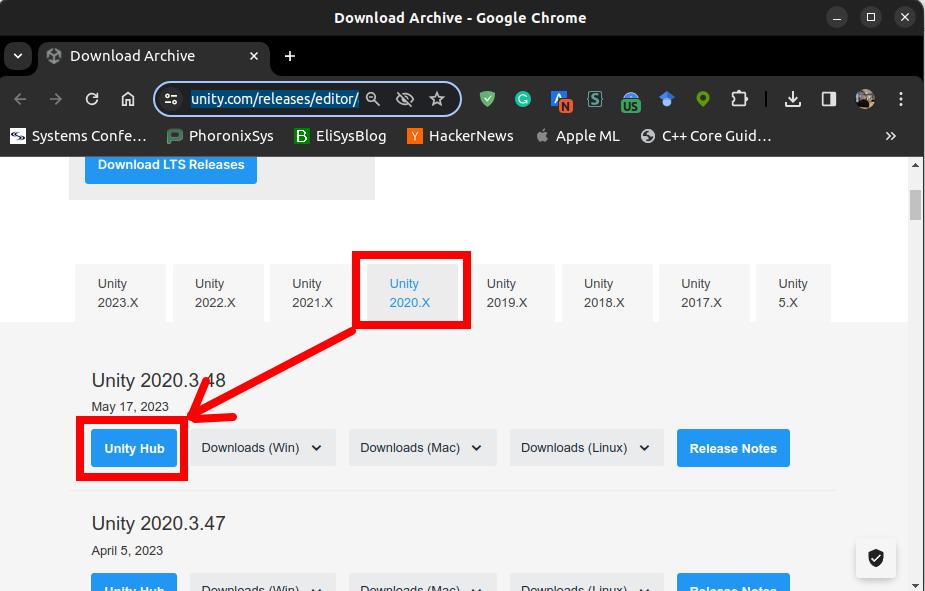 Download Archive - Google Chrome
Download Archive
unity.com/releases/editor/
N
S
US
Systems Confe...
PhoronixSys
B EliSysBlog
Y HackerNews
Apple ML
C++ Core Guid...
Download LTS Releases
Unity 2023.X
Unity 2022.X
Unity 2021.X
Unity 2020.X
Unity 2019.X
Unity 2018.X
Unity 2017.X
Unity 5.X
Unity 2020.3.48
May 17, 2023
Unity Hub
Downloads (Win)
Downloads (Mac)
Downloads (Linux)
Release Notes
Unity 2020.3.47
April 5, 2023
Unity Hub
Downloads (Win)
Downloads (Mac)
Downloads (Linux)
Release Notes